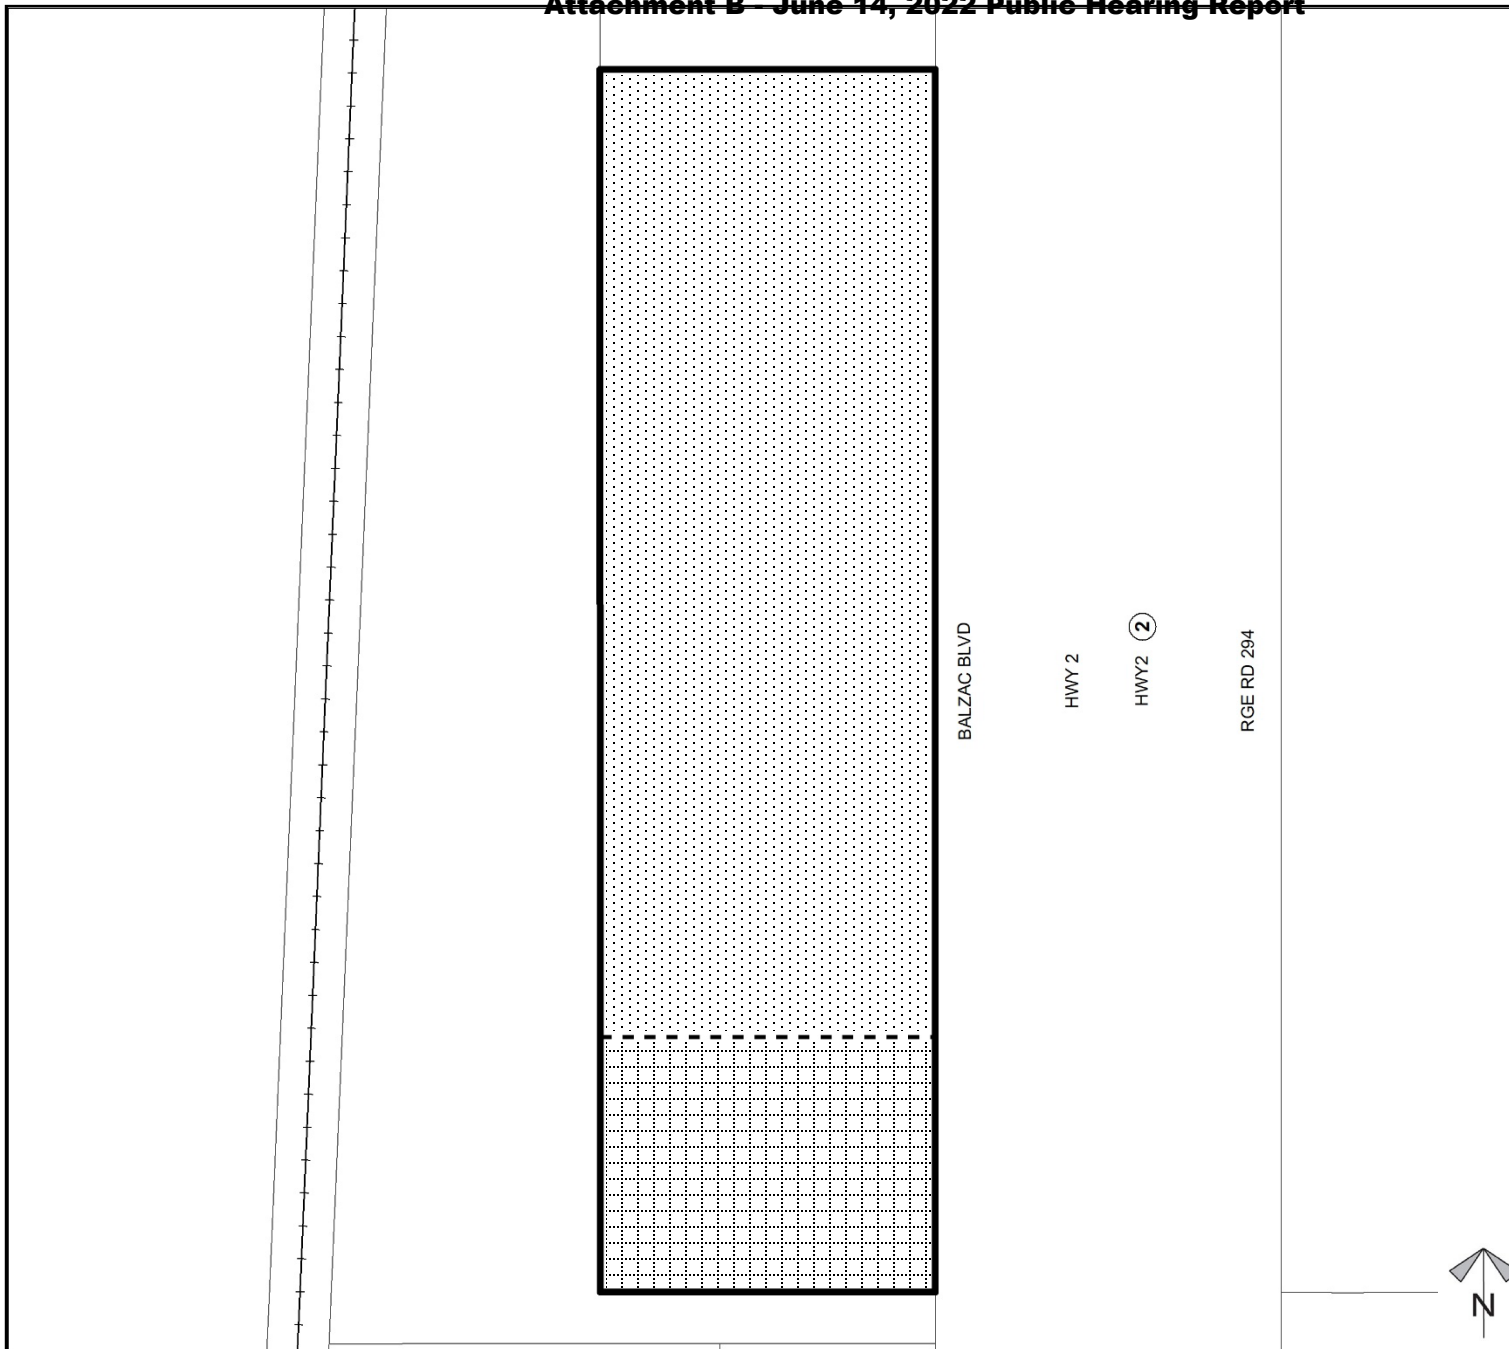 Attachment B - June 14, 2022 Public Hearing Report
BALZAC BLVD
HWY 2
HWY2 2
RGE RD 294
N